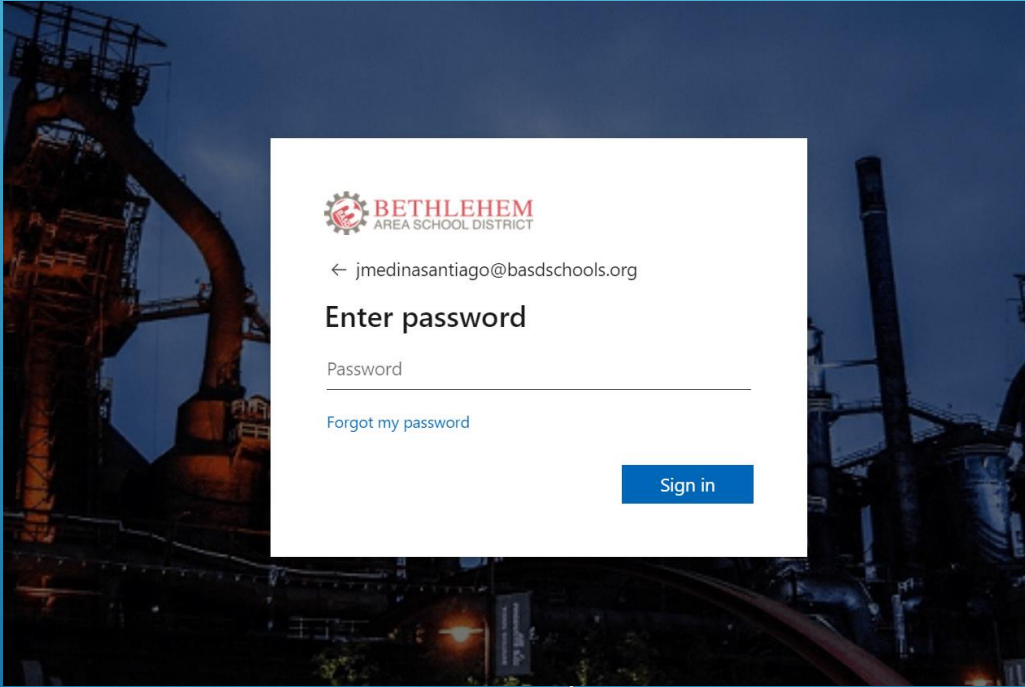 BETHLEHEM
AREA SCHOOL DISTRICT
← jmedinasantiago@basdschools.org
Enter password
Password
Forgot my password
Sign in